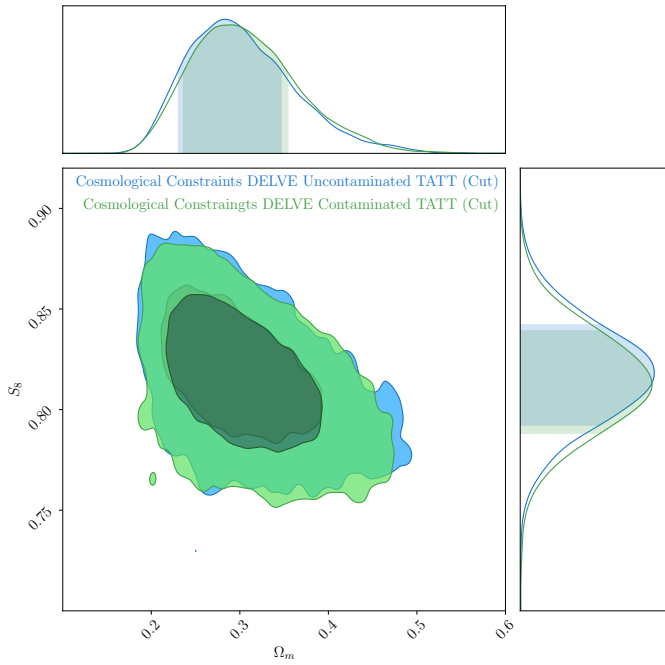 Cosmological Constraints DELVE Uncontaminated TATT (Cut)
Cosmological Constraingts DELVE Contaminated TATT (Cut)
0.90
0.85
0.80
0.75
S8
0.2
0.3
0.4
0.5
0.6
Ωm